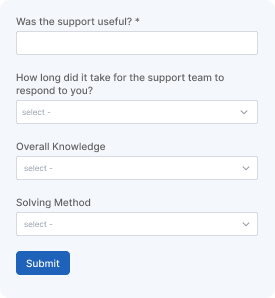 Was the support useful? *
How long did it take for the support team to
respond to you?
select -
Overall Knowledge
select -
Solving Method
select -
Submit